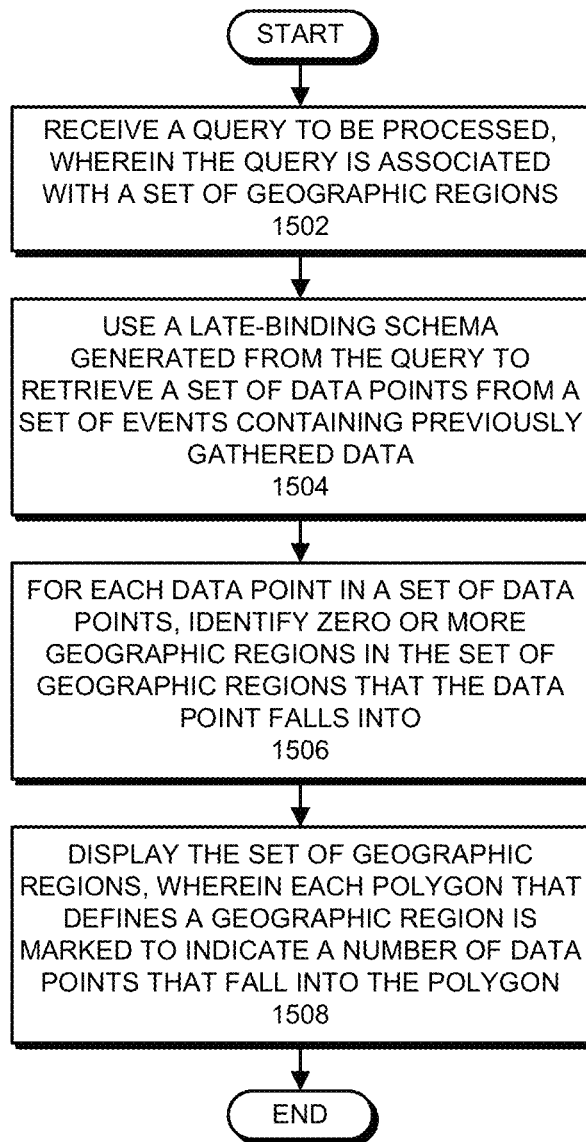 START
RECEIVE A QUERY TO BE PROCESSED,
WHEREIN THE QUERY IS ASSOCIATED
WITH A SET OF GEOGRAPHIC REGIONS
1502
USE A LATE-BINDING SCHEMA
GENERATED FROM THE QUERY TO
RETRIEVE A SET OF DATA POINTS FROM A
SET OF EVENTS CONTAINING PREVIOUSLY
GATHERED DATA
1504
FOR EACH DATA POINT IN A SET OF DATA
POINTS, IDENTIFY ZERO OR MORE
GEOGRAPHIC REGIONS IN THE SET OF
GEOGRAPHIC REGIONS THAT THE DATA
POINT FALLS INTO
1506
DISPLAY THE SET OF GEOGRAPHIC
REGIONS, WHEREIN EACH POLYGON THAT
DEFINES A GEOGRAPHIC REGION IS
MARKED TO INDICATE A NUMBER OF DATA
POINTS THAT FALL INTO THE POLYGON
1508
END